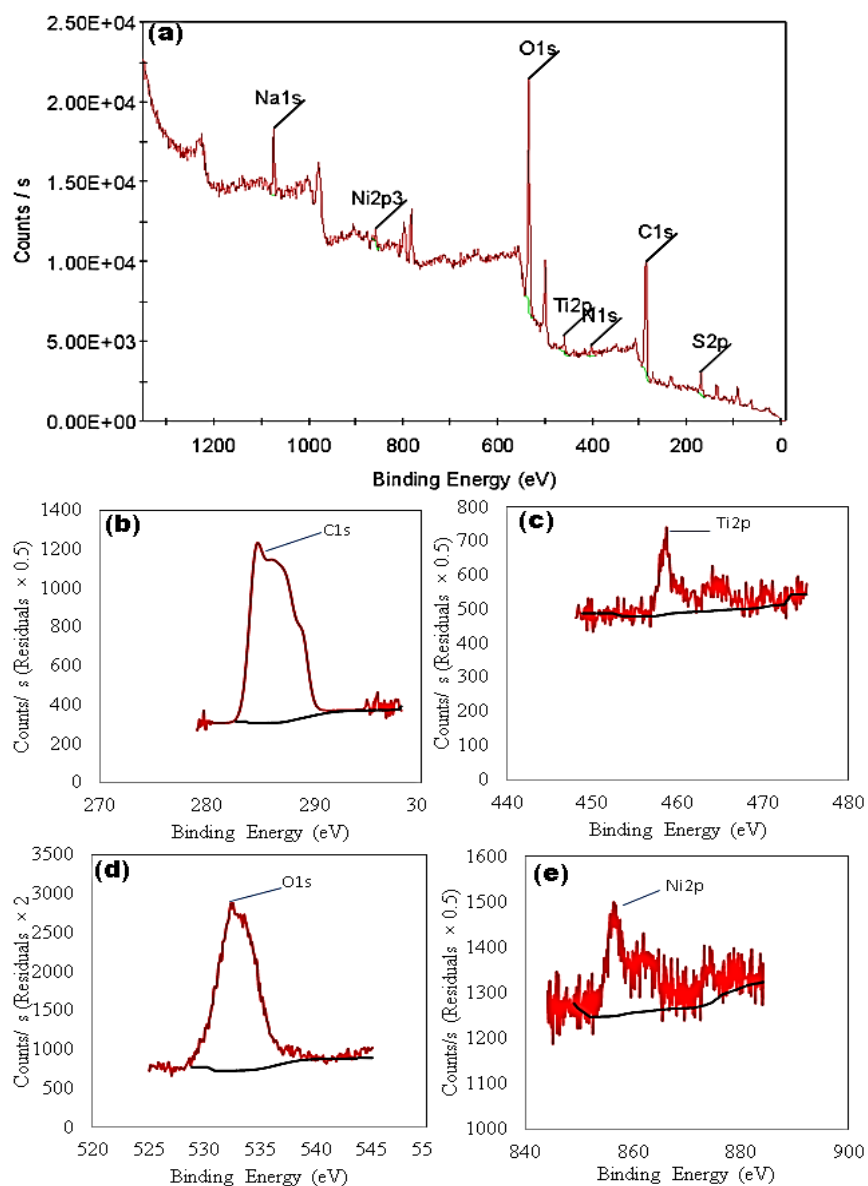 (a)
2.50E+04
2.00E+04
1.50E+04
1.00E+04
5.00E+03
0.00E+00
Counts / s
Na1s
Ni2p3
O1s
Ti2p
N1s
C1s
S2p
1200
1000
800
600
400
200
0
Binding Energy (eV)
(b)
1400
1200
1000
800
600
400
200
0
Counts/ s (Residuals × 0.5)
C1s
270
280
290
30
Binding Energy (eV)
(c)
800
700
600
500
400
300
200
100
0
Counts/ s (Residuals × 0.5)
Ti2p
440
450
460
470
480
Binding Energy (eV)
(d)
3500
3000
2500
2000
1500
1000
500
0
Counts/ s (Residuals × 2
O1s
520
525
530
535
540
545
55
Binding Energy (eV)
(e)
1600
1500
1400
1300
1200
1100
1000
Counts/s (Residuals × 0.5)
Ni2p
840
860
880
900
Binding Energy (eV)